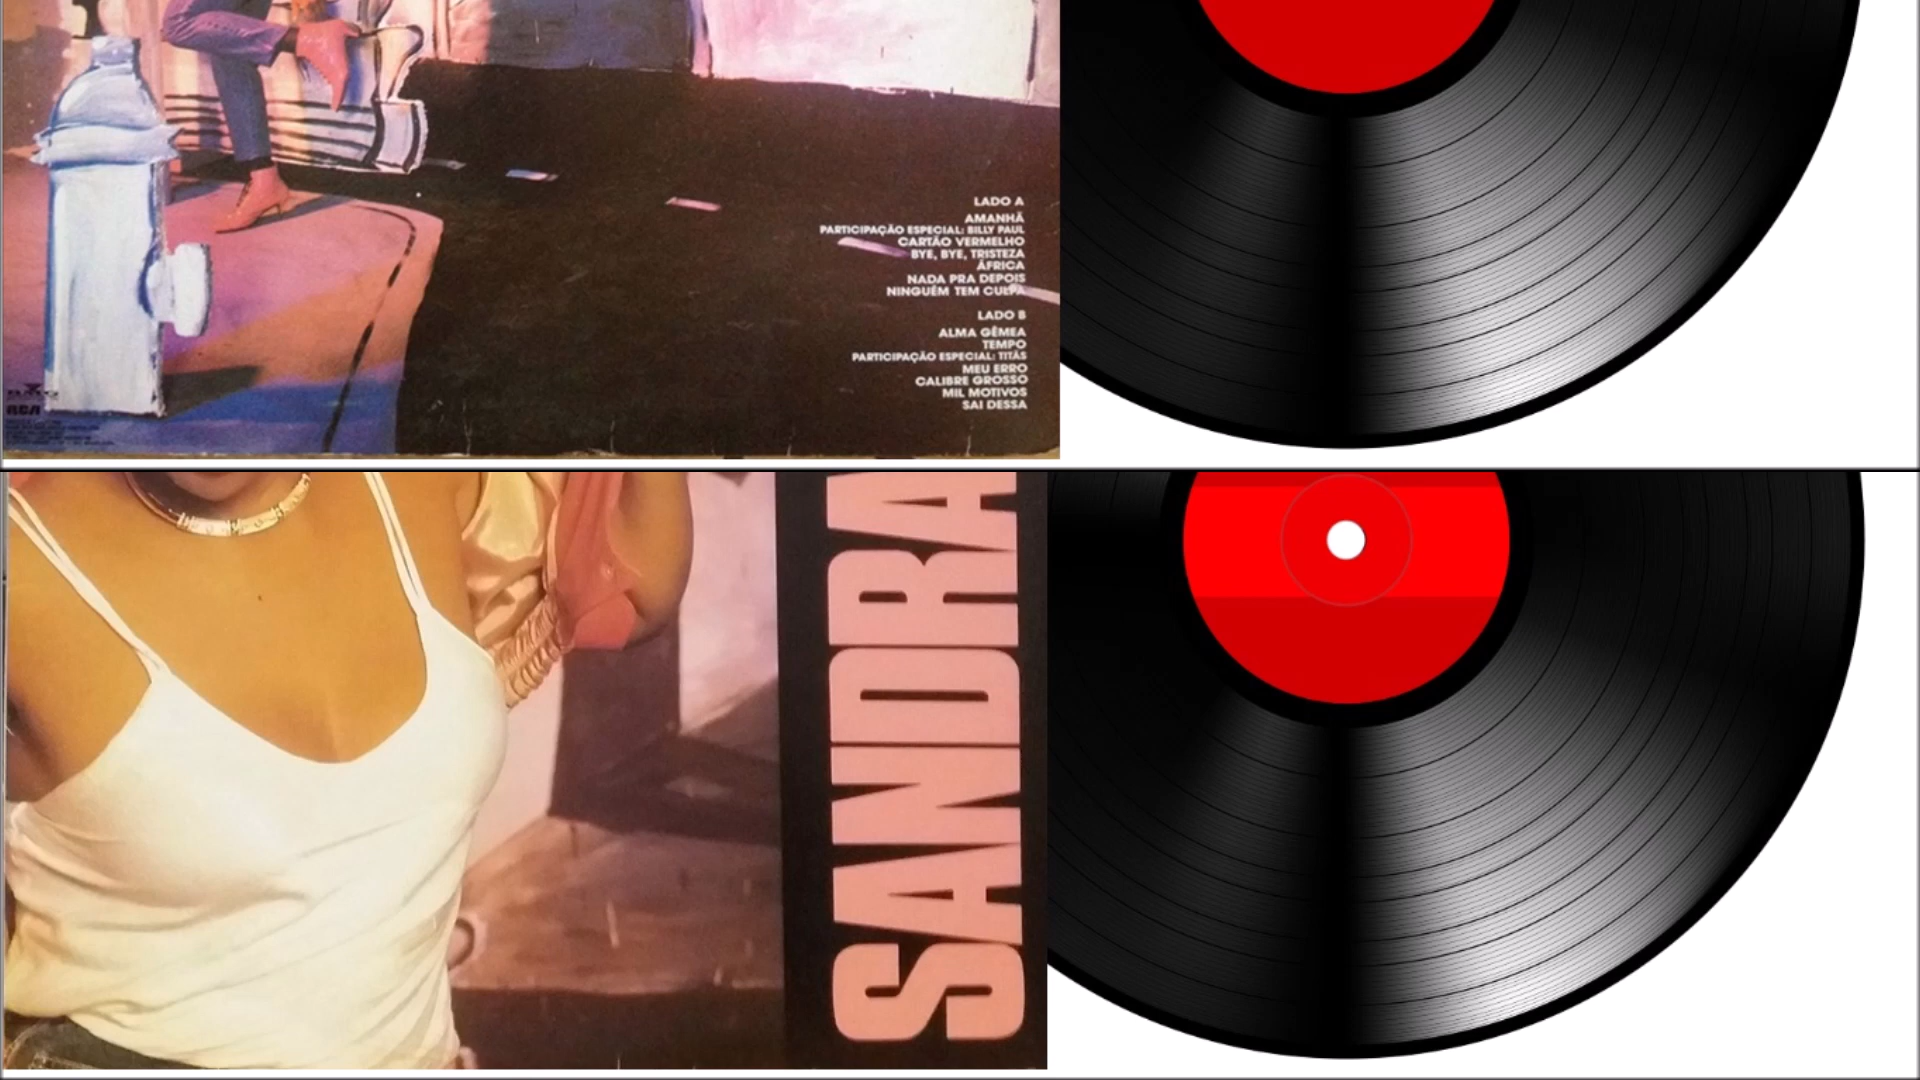 LADO A
AMANHÃ
PARTICIPAÇÃO ESPECIAL: BILLY PAUL
CARTÃO VERMELHO
BYE, BYE, TRISTEZA
ÁFRICA
NADA PRA DEPOIS
NINGUÉM TEM CULPA
LADO B
ALMA GÊMEA
TEMPO
PARTICIPAÇÃO ESPECIAL: TITÃS
MEU ERRO
CALIBRE GROSSO
MIL MOTIVOS
SAI DESSA
BMG
RCA
SANDRA